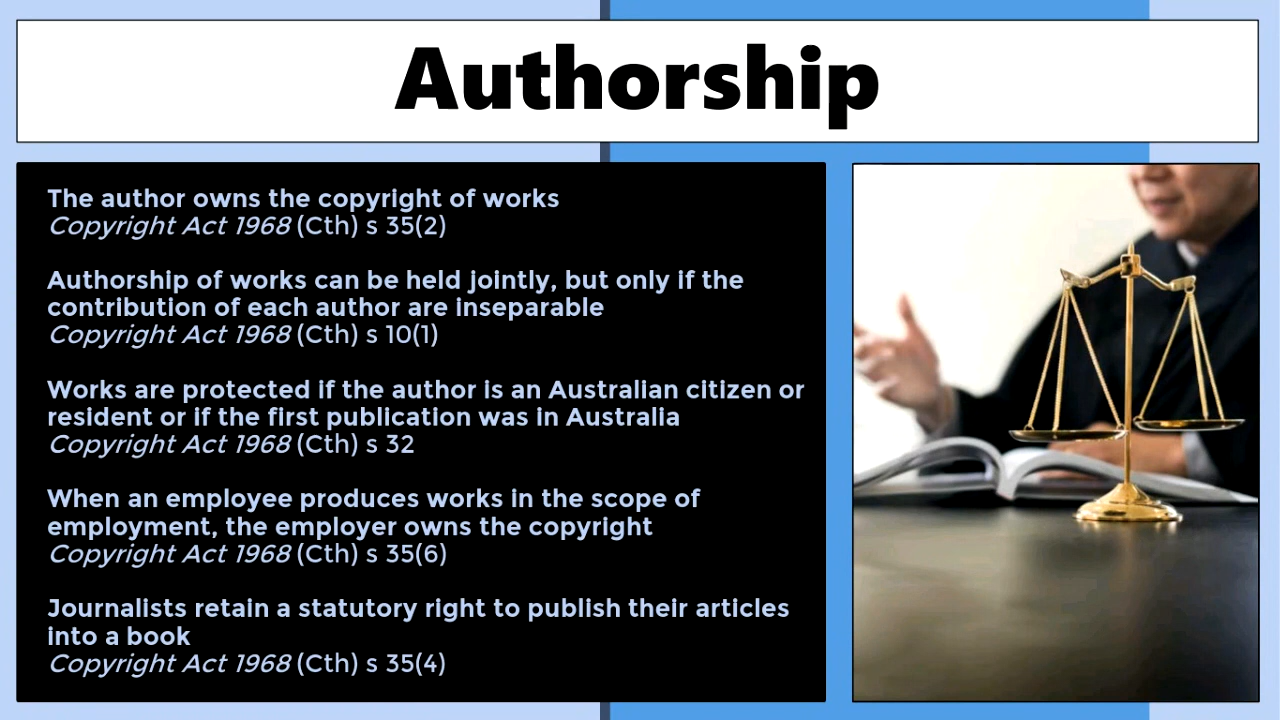 Authorship
The author owns the copyright of works
Copyright Act 1968 (Cth) s 35(2)
Authorship of works can be held jointly, but only if the
contribution of each author are inseparable
Copyright Act 1968 (Cth) s 10(1)
Works are protected if the author is an Australian citizen or
resident or if the first publication was in Australia
Copyright Act 1968 (Cth) s 32
When an employee produces works in the scope of
employment, the employer owns the copyright
Copyright Act 1968 (Cth) s 35(6)
Journalists retain a statutory right to publish their articles
into a book
Copyright Act 1968 (Cth) s 35(4)